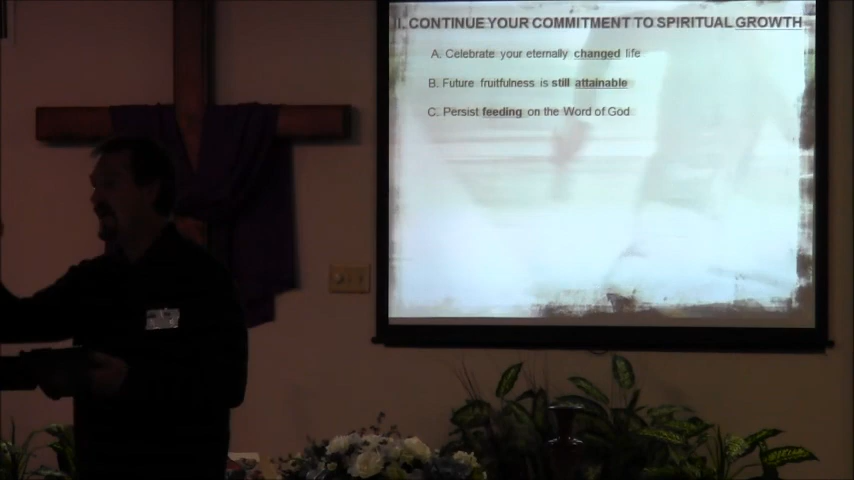 II. CONTINUE YOUR COMMITMENT TO SPIRITUAL GROWTH
A. Celebrate your eternally changed life
B. Future fruitfulness is still attainable
C. Persist feeding on the Word of God